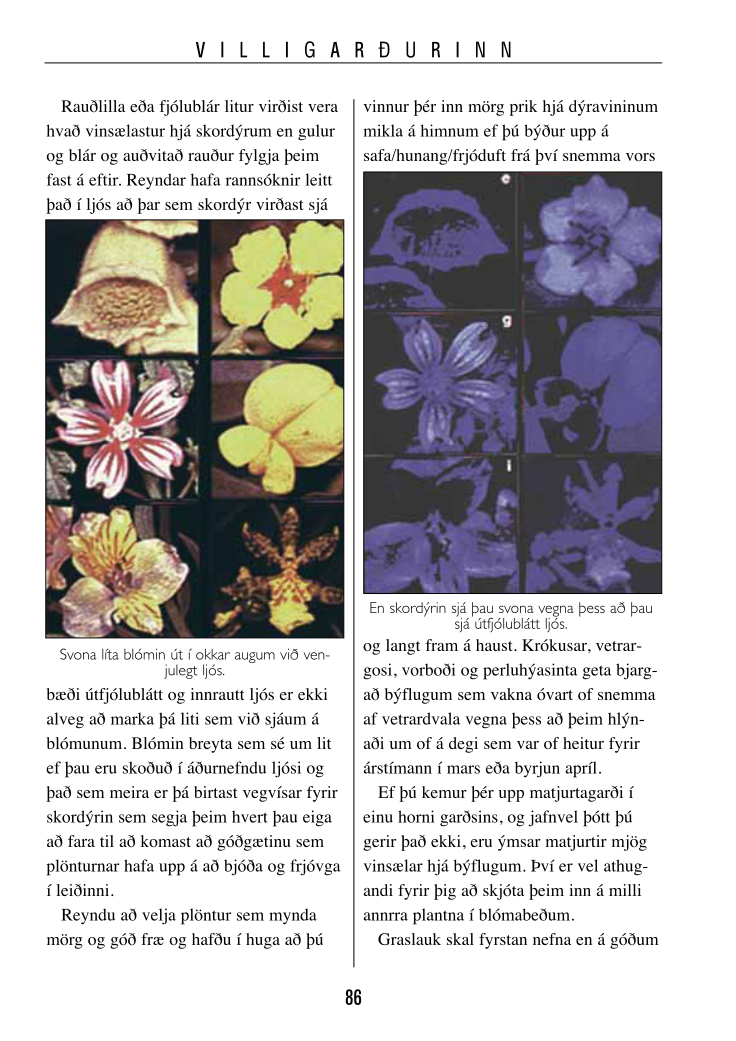 VILLIGARÐURINN
Rauðlilla eða fjólublár litur virðist vera
hvað vinsælastur hjá skordýrum en gulur
og blár og auðvitað rauður fylgja þeim
fast á eftir. Reyndar hafa rannsóknir leitt
það í ljós að þar sem skordýr virðast sjá
Svona líta blómin út í okkar augum við ven-
julegt ljós.
bæði útfjólublátt og innrautt ljós er ekki
alveg að marka þá liti sem við sjáum á
blómunum. Blómin breyta sem sé um lit
ef þau eru skoðuð í áðurnefndu ljósi og
það sem meira er þá birtast vegvísar fyrir
skordýrin sem segja þeim hvert þau eiga
að fara til að komast að góðgætinu sem
plönturnar hafa upp á að bjóða og frjóvga
í leiðinni.
Reyndu að velja plöntur sem mynda
mörg og góð fræ og hafðu í huga að þú
vinnur þér inn mörg prik hjá dýravininum
mikla á himnum ef þú býður upp á
safa/hunang/frjóduft frá því snemma vors
e
g
i
En skordýrin sjá þau svona vegna þess að þau
sjá útfjólublátt ljós.
og langt fram á haust. Krókusar, vetrar-
gosi, vorboði og perluhýasinta geta bjarg-
að býflugum sem vakna óvart of snemma
af vetrardvala vegna þess að þeim hlýn-
aði um of á degi sem var of heitur fyrir
árstímann í mars eða byrjun apríl.
Ef þú kemur þér upp matjurtagarði í
einu horni garðsins, og jafnvel þótt þú
gerir það ekki, eru ýmsar matjurtir mjög
vinsælar hjá býflugum. Því er vel athug-
andi fyrir þig að skjóta þeim inn á milli
annrra plantna í blómabeðum.
Graslauk skal fyrstan nefna en á góðum
86